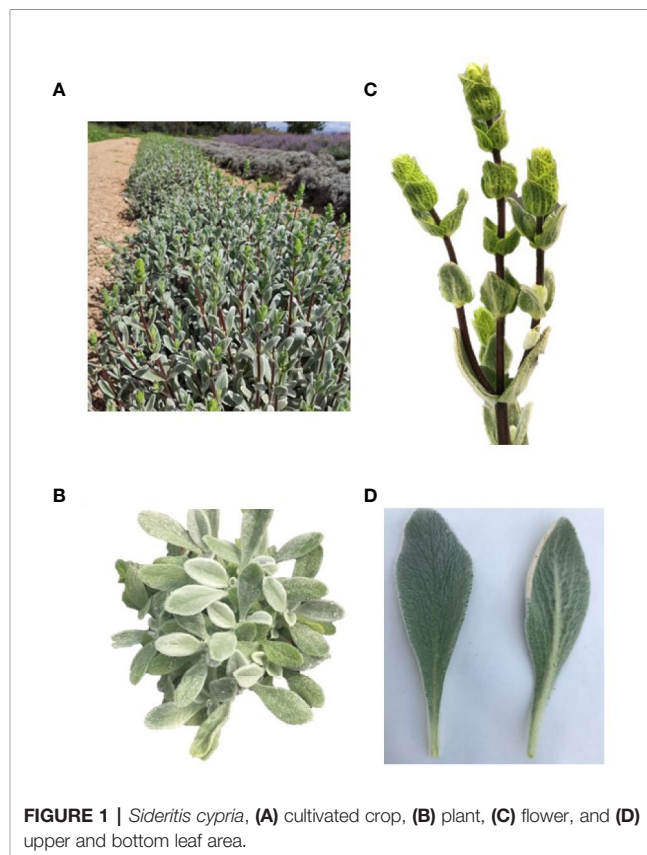 A
C
B
D
FIGURE 1 | Sideritis cypria, (A) cultivated crop, (B) plant, (C) flower, and (D)
upper and bottom leaf area.